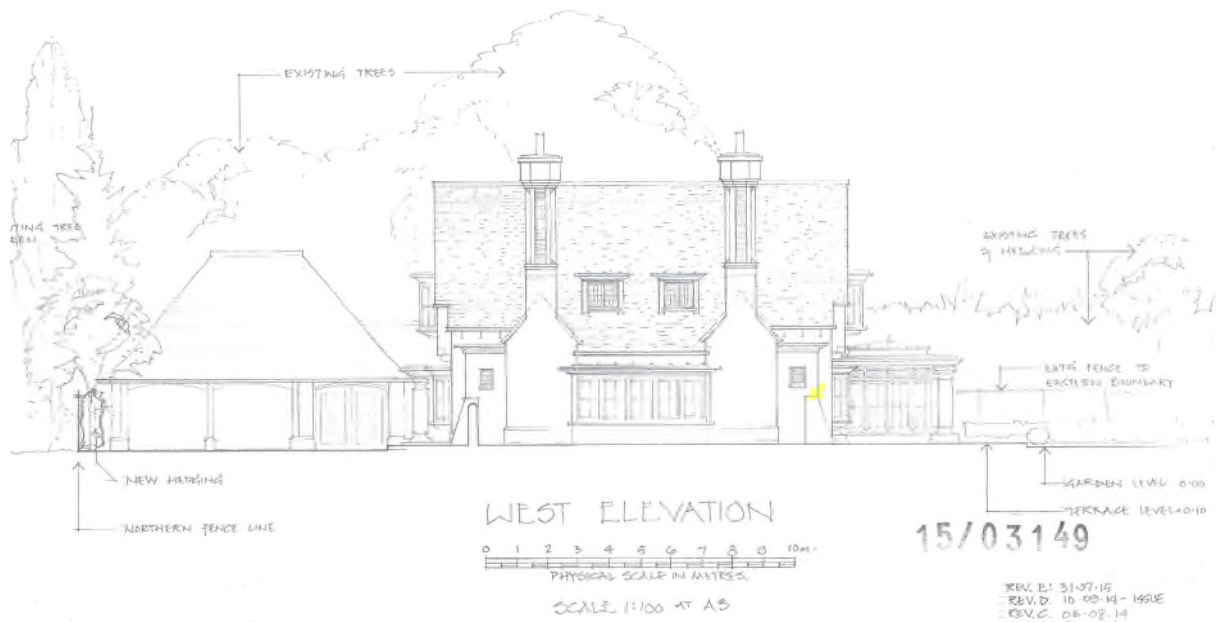 EXISTING TREES
TING TREE
EXISTING TREES
& HEDGING
EXT'G FENCE TO
EASTERN BOUNDARY
NEW HEDGING
NORTHERN FENCE LINE
GARDEN LEVEL 0.00
TERRACE LEVEL+0.10
WEST ELEVATION
0 1 2 3 4 5 6 7 8 9 10m.
PHYSICAL SCALE IN METRES.
SCALE 1:100 AT A3
15/03149
REV. E: 31.07.15
REV. D. 10.09.14 - ISSUE
REV. C. 06.08.14